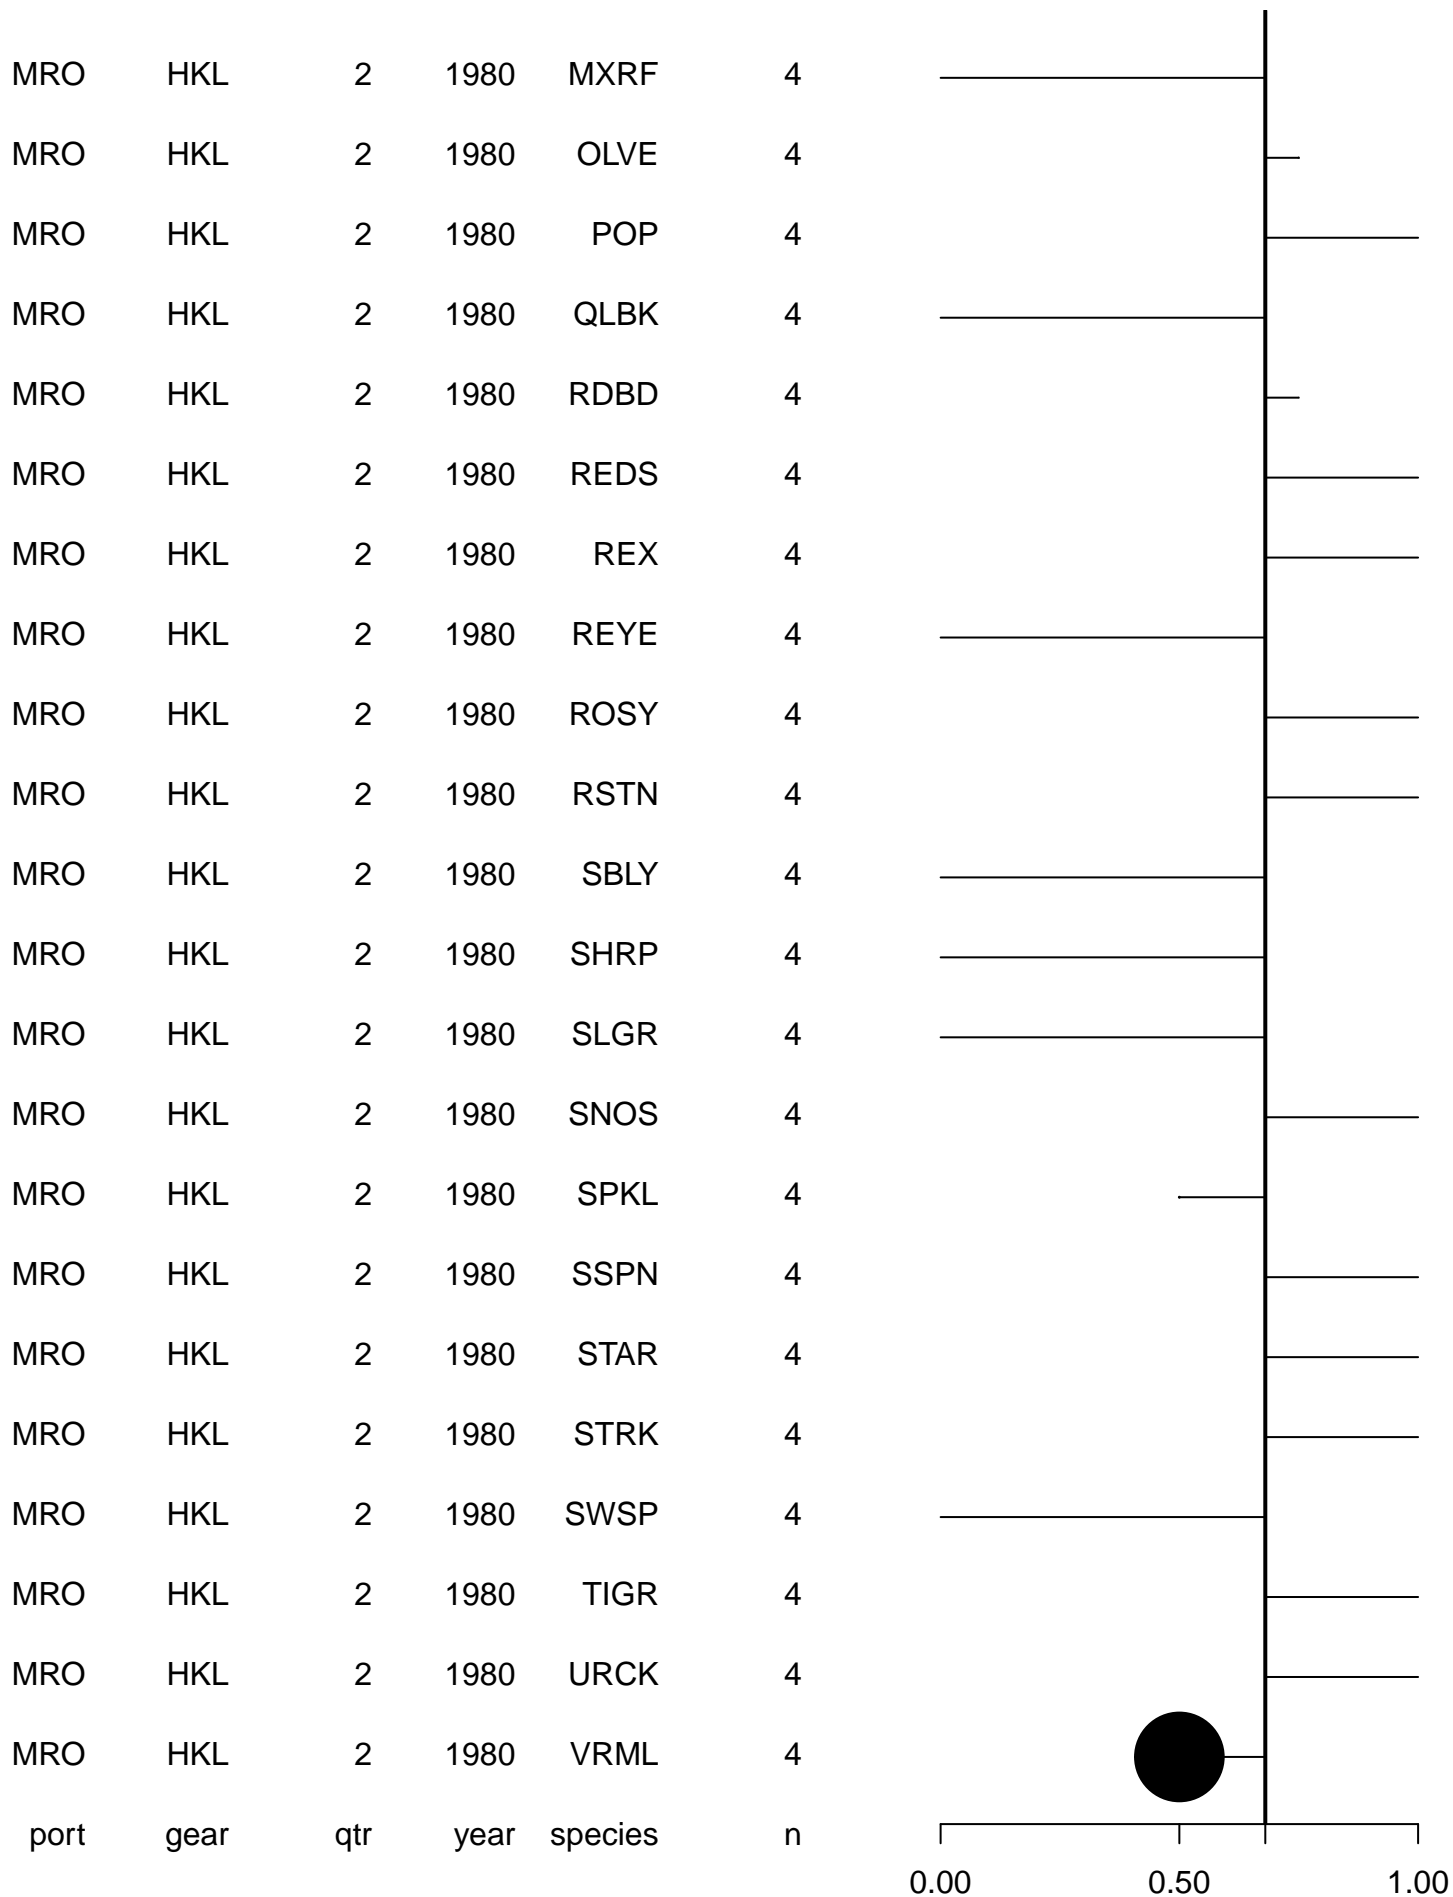 MRO HKL 2 1980 MXRF 4
MRO HKL 2 1980 OLVE 4
MRO HKL 2 1980 POP 4
MRO HKL 2 1980 QLBK 4
MRO HKL 2 1980 RDBD 4
MRO HKL 2 1980 REDS 4
MRO HKL 2 1980 REX 4
MRO HKL 2 1980 REYE 4
MRO HKL 2 1980 ROSY 4
MRO HKL 2 1980 RSTN 4
MRO HKL 2 1980 SBLY 4
MRO HKL 2 1980 SHRP 4
MRO HKL 2 1980 SLGR 4
MRO HKL 2 1980 SNOS 4
MRO HKL 2 1980 SPKL 4
MRO HKL 2 1980 SSPN 4
MRO HKL 2 1980 STAR 4
MRO HKL 2 1980 STRK 4
MRO HKL 2 1980 SWSP 4
MRO HKL 2 1980 TIGR 4
MRO HKL 2 1980 URCK 4
MRO HKL 2 1980 VRML 4
port gear qtr year species n
0.00 0.50 1.00